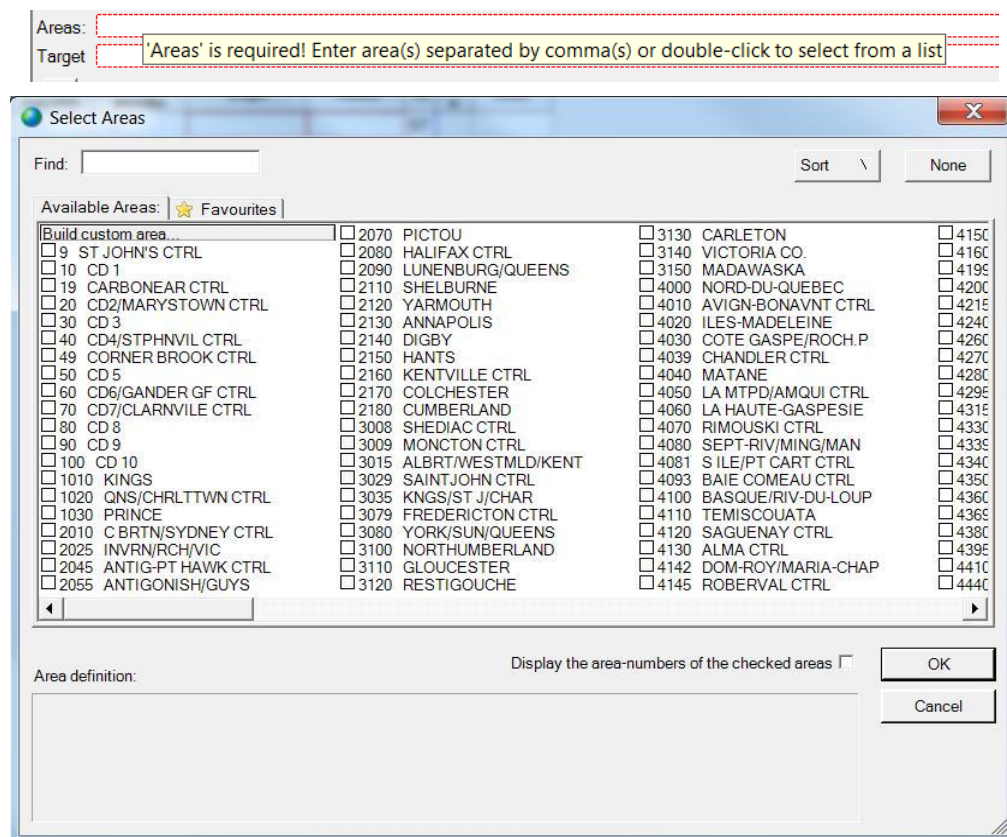 Areas:
'Areas' is required! Enter area(s) separated by comma(s) or double-click to select from a list
Target
Select Areas
Find:
Sort \
None
Available Areas:
Favourites
Build custom area...
9 ST JOHN'S CTRL
10 CD 1
19 CARBONEAR CTRL
20 CD2/MARYSTOWN CTRL
30 CD 3
40 CD4/STPHNVIL CTRL
49 CORNER BROOK CTRL
50 CD 5
60 CD6/GANDER GF CTRL
70 CD7/CLARNVILE CTRL
80 CD 8
90 CD 9
100 CD 10
1010 KINGS
1020 QNS/CHRLTTWN CTRL
1030 PRINCE
2010 C BRTN/SYDNEY CTRL
2025 INVRN/RCH/VIC
2045 ANTIG-PT HAWK CTRL
2055 ANTIGONISH/GUYS
2070 PICTOU
2080 HALIFAX CTRL
2090 LUNENBURG/QUEENS
2110 SHELBURNE
2120 YARMOUTH
2130 ANNAPOLIS
2140 DIGBY
2150 HANTS
2160 KENTVILLE CTRL
2170 COLCHESTER
2180 CUMBERLAND
3008 SHEDIAC CTRL
3009 MONCTON CTRL
3015 ALBRT/WESTMLD/KENT
3029 SAINTJOHN CTRL
3035 KNGS/ST J/CHAR
3079 FREDERICTON CTRL
3080 YORK/SUN/QUEENS
3100 NORTHUMBERLAND
3110 GLOUCESTER
3120 RESTIGOUCHE
3130 CARLETON
3140 VICTORIA CO.
3150 MADAWASKA
4000 NORD-DU-QUEBEC
4010 AVIGN-BONAVNT CTRL
4020 ILES-MADELEINE
4030 COTE GASPE/ROCH.P
4039 CHANDLER CTRL
4040 MATANE
4050 LA MTPD/AMQUI CTRL
4060 LA HAUTE-GASPESIE
4070 RIMOUSKI CTRL
4080 SEPT-RIV/MING/MAN
4081 S ILE/PT CART CTRL
4093 BAIE COMEAU CTRL
4100 BASQUE/RIV-DU-LOUP
4110 TEMISCOUATA
4120 SAGUENAY CTRL
4130 ALMA CTRL
4142 DOM-ROY/MARIA-CHAP
4145 ROBERVAL CTRL
Display the area-numbers of the checked areas
OK
Area definition:
Cancel